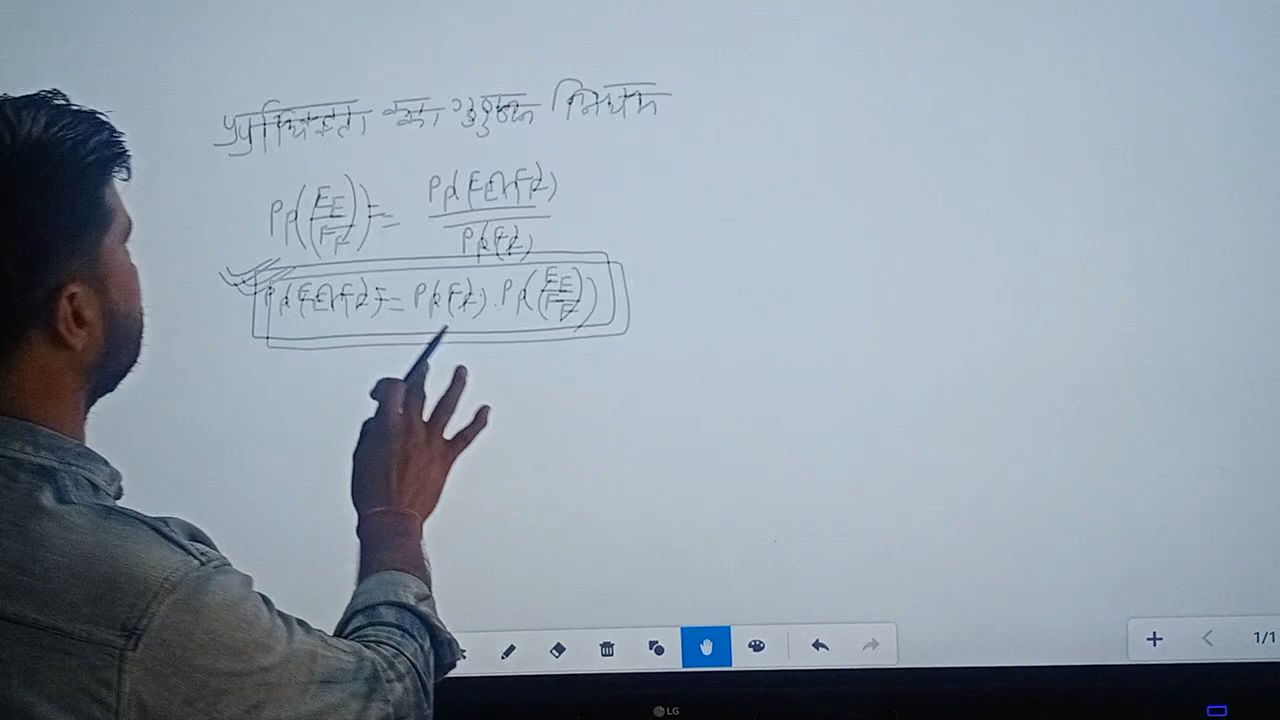 प्रायिकता का गुणन नियम
P(E/F) = P(E∩F)/P(F)
P(E∩F) = P(F) . P(E/F)
1/1
LG